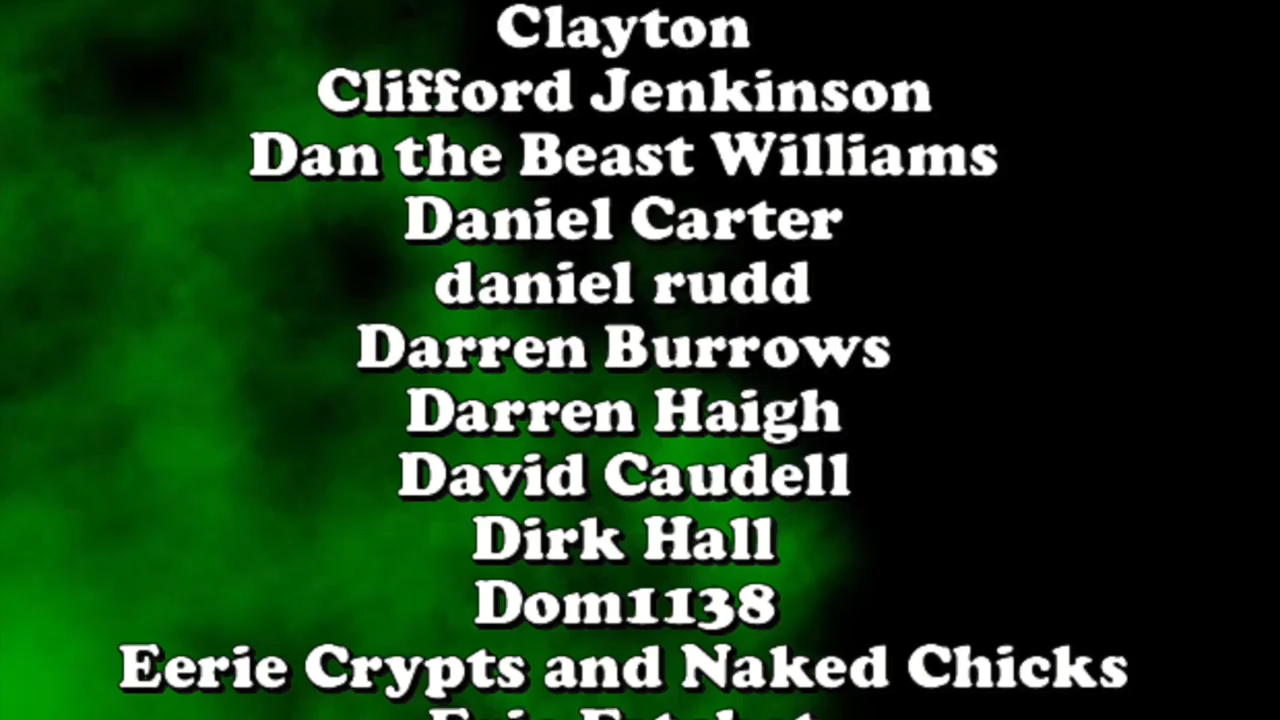 Clayton
Clifford Jenkinson
Dan the Beast Williams
Daniel Carter
daniel rudd
Darren Burrows
Darren Haigh
David Caudell
Dirk Hall
Dom1138
Eerie Crypts and Naked Chicks